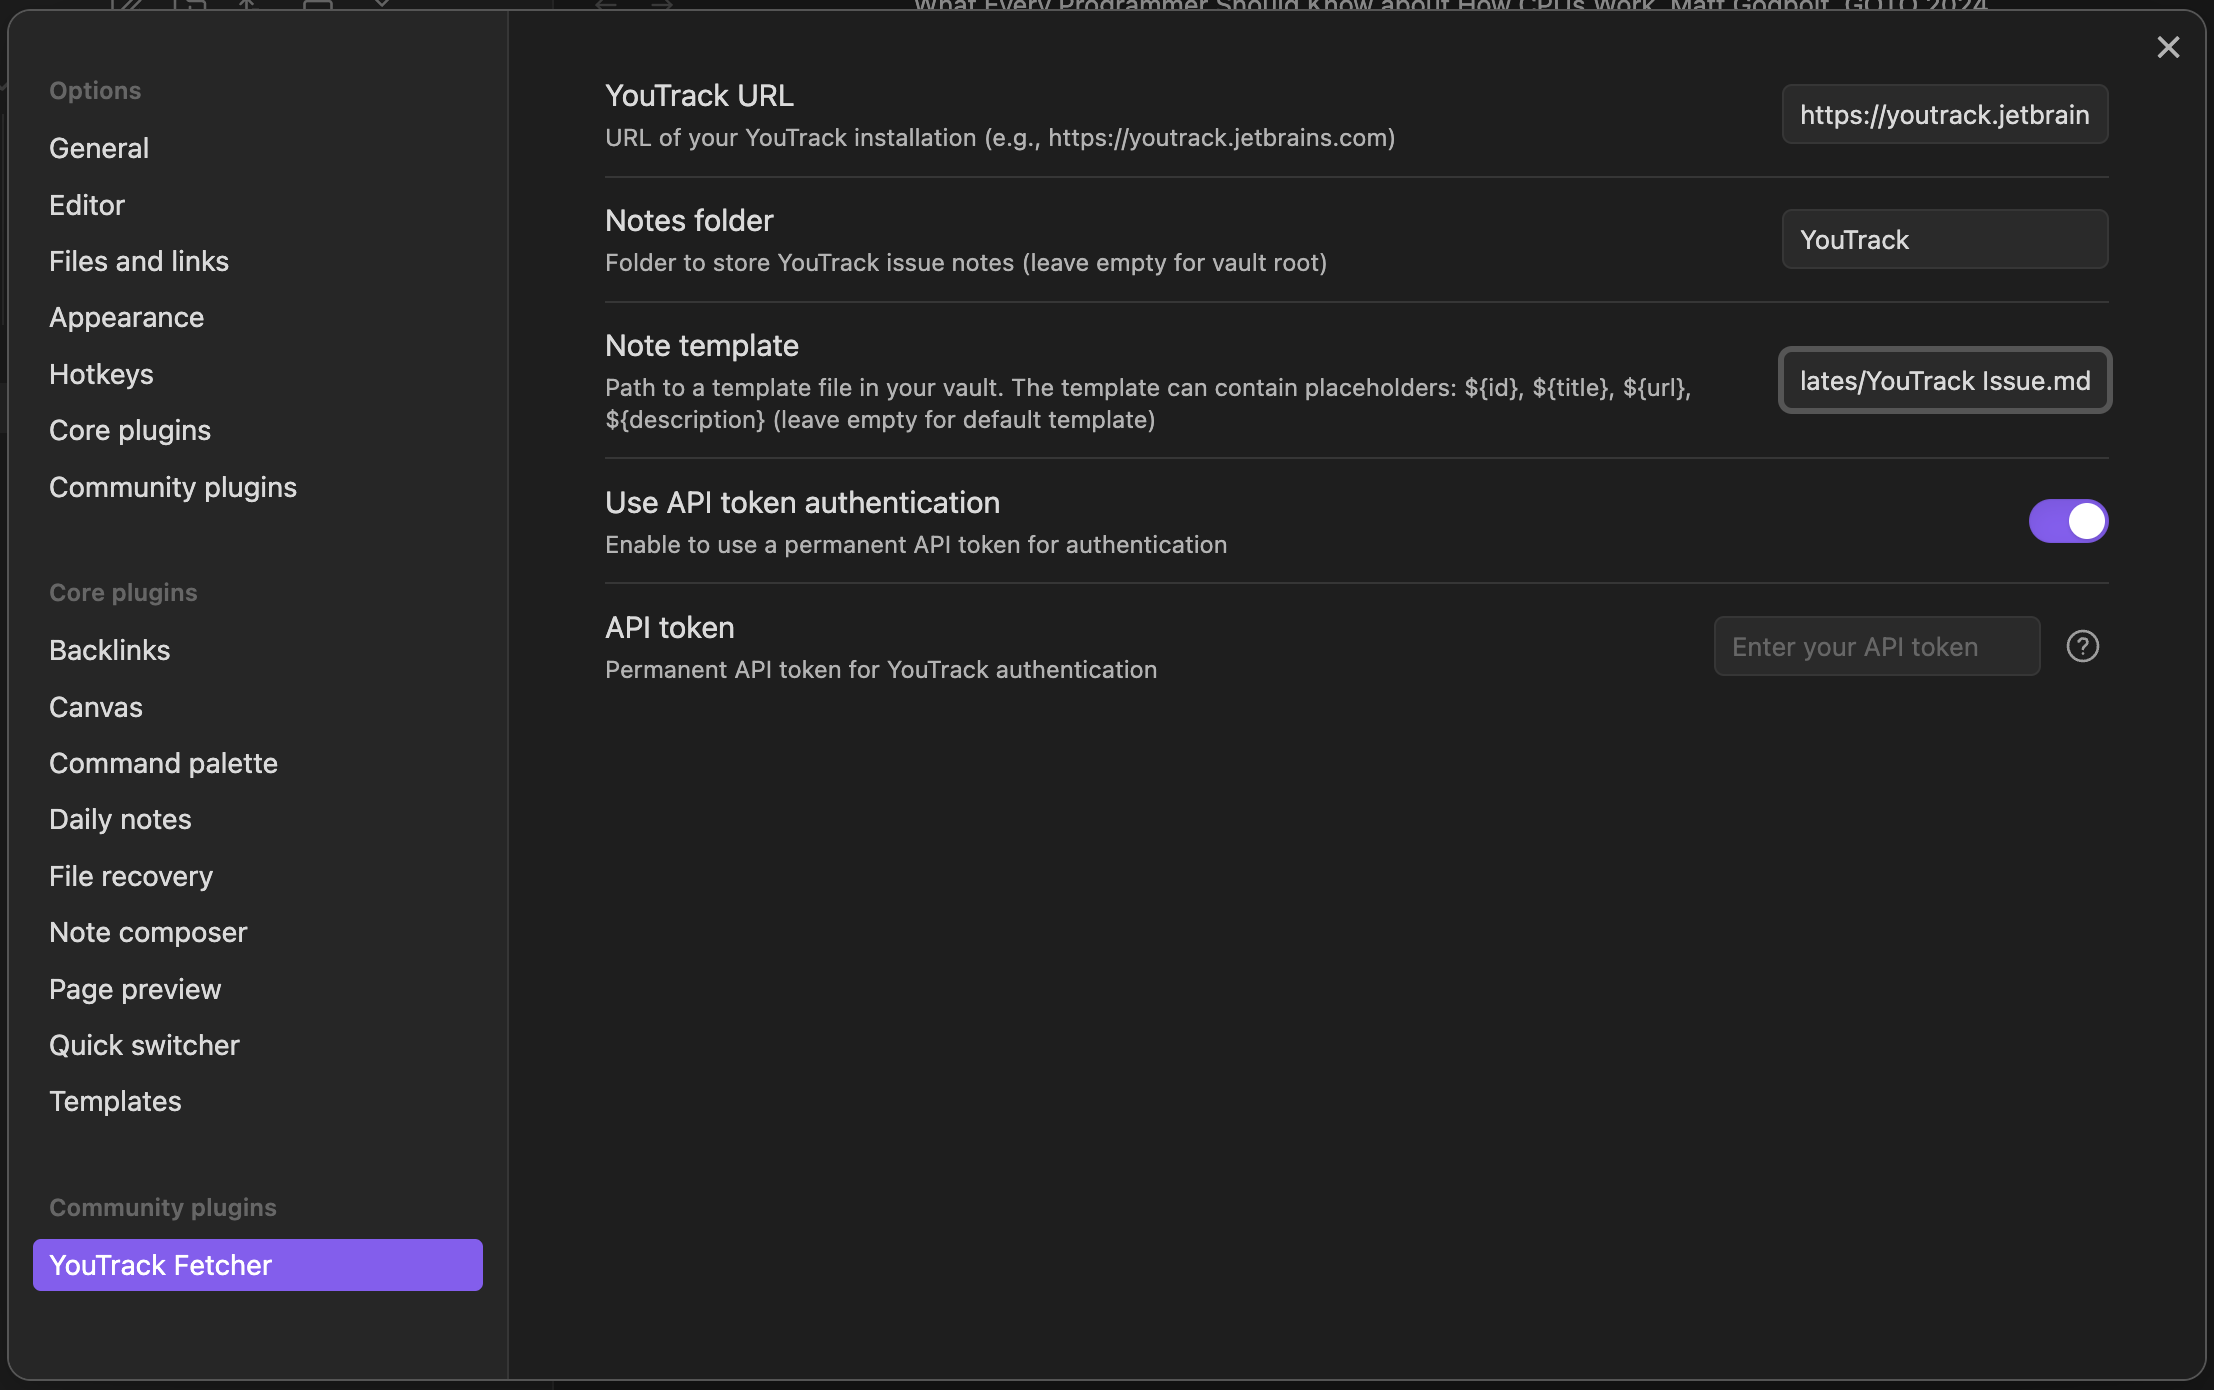 What Every Programmer Should Know about How CPUs Work. Matt Godbolt. GOTO 2024
Options
General
Editor
Files and links
Appearance
Hotkeys
Core plugins
Community plugins
Core plugins
Backlinks
Canvas
Command palette
Daily notes
File recovery
Note composer
Page preview
Quick switcher
Templates
Community plugins
YouTrack Fetcher
YouTrack URL
URL of your YouTrack installation (e.g., https://youtrack.jetbrains.com)
https://youtrack.jetbrain
Notes folder
Folder to store YouTrack issue notes (leave empty for vault root)
YouTrack
Note template
Path to a template file in your vault. The template can contain placeholders: ${id}, ${title}, ${url},
${description} (leave empty for default template)
lates/YouTrack Issue.md
Use API token authentication
Enable to use a permanent API token for authentication
API token
Permanent API token for YouTrack authentication
Enter your API token